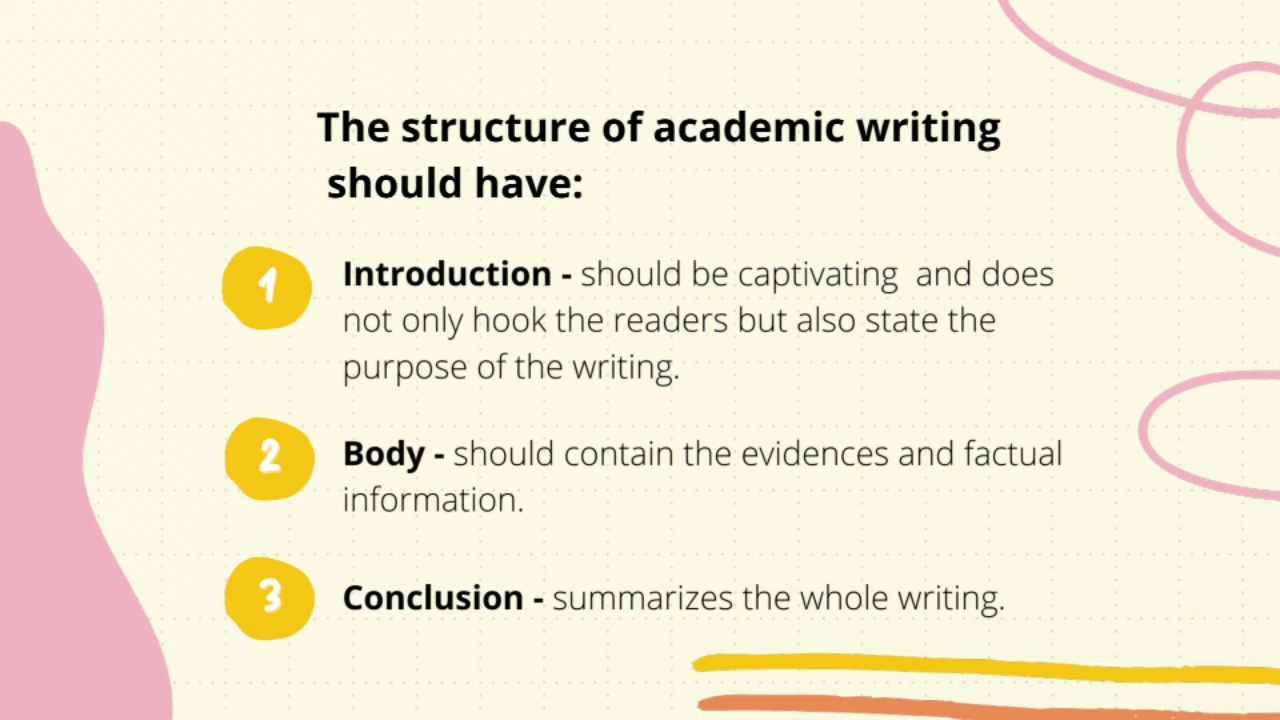 The structure of academic writing
should have:
1
Introduction - should be captivating  and does
not only hook the readers but also state the
purpose of the writing.
2
Body - should contain the evidences and factual
information.
3
Conclusion - summarizes the whole writing.